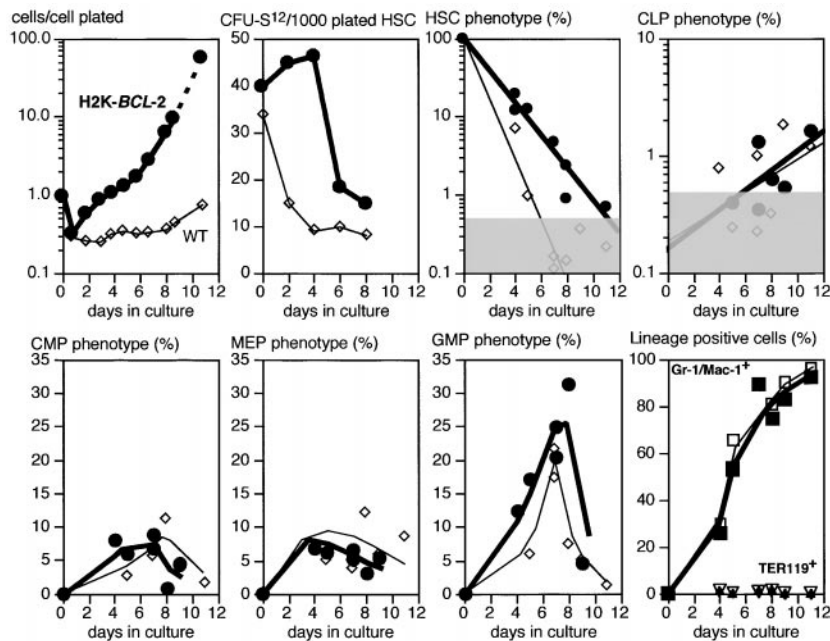 cells/cell plated CFU-S12/1000 plated HSC HSC phenotype (%) CLP phenotype (%)
100.0 50 100 10
H2K-BCL-2
40
10.0
30 10
1
1.0 20
1
WT 10
0.1 0 0.1 0.1
0 2 4 6 8 10 12 0 2 4 6 8 10 12 0 2 4 6 8 10 12 0 2 4 6 8 10 12
days in culture days in culture days in culture days in culture
CMP phenotype (%) MEP phenotype (%) GMP phenotype (%) Lineage positive cells (%)
35 35 35 100
Gr-1/Mac-1+
30 30 30
80
25 25 25
60
20 20 20
15 15 15 40
10 10 10
20
5 5 5 TER119+
0 0 0 0
0 2 4 6 8 10 12 0 2 4 6 8 10 12 0 2 4 6 8 10 12 0 2 4 6 8 10 12
days in culture days in culture days in culture days in culture